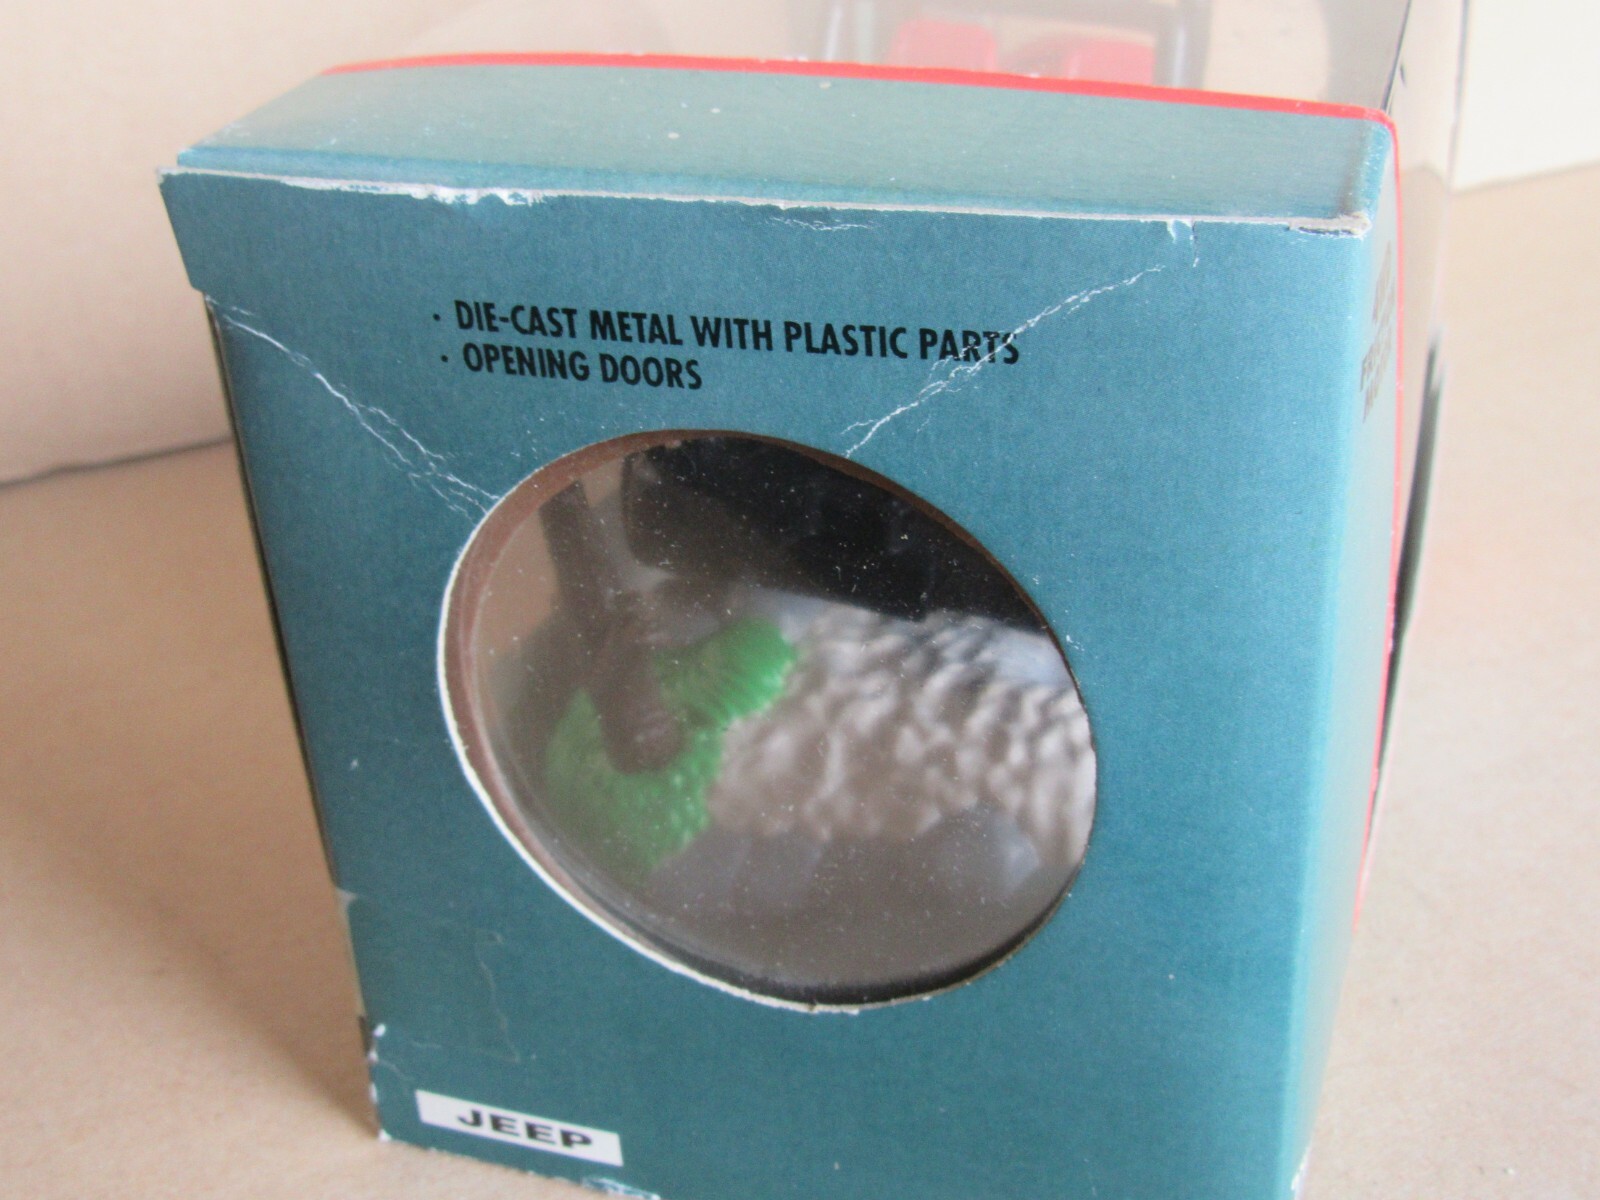 · DIE-CAST METAL WITH PLASTIC PARTS
· OPENING DOORS
JEEP